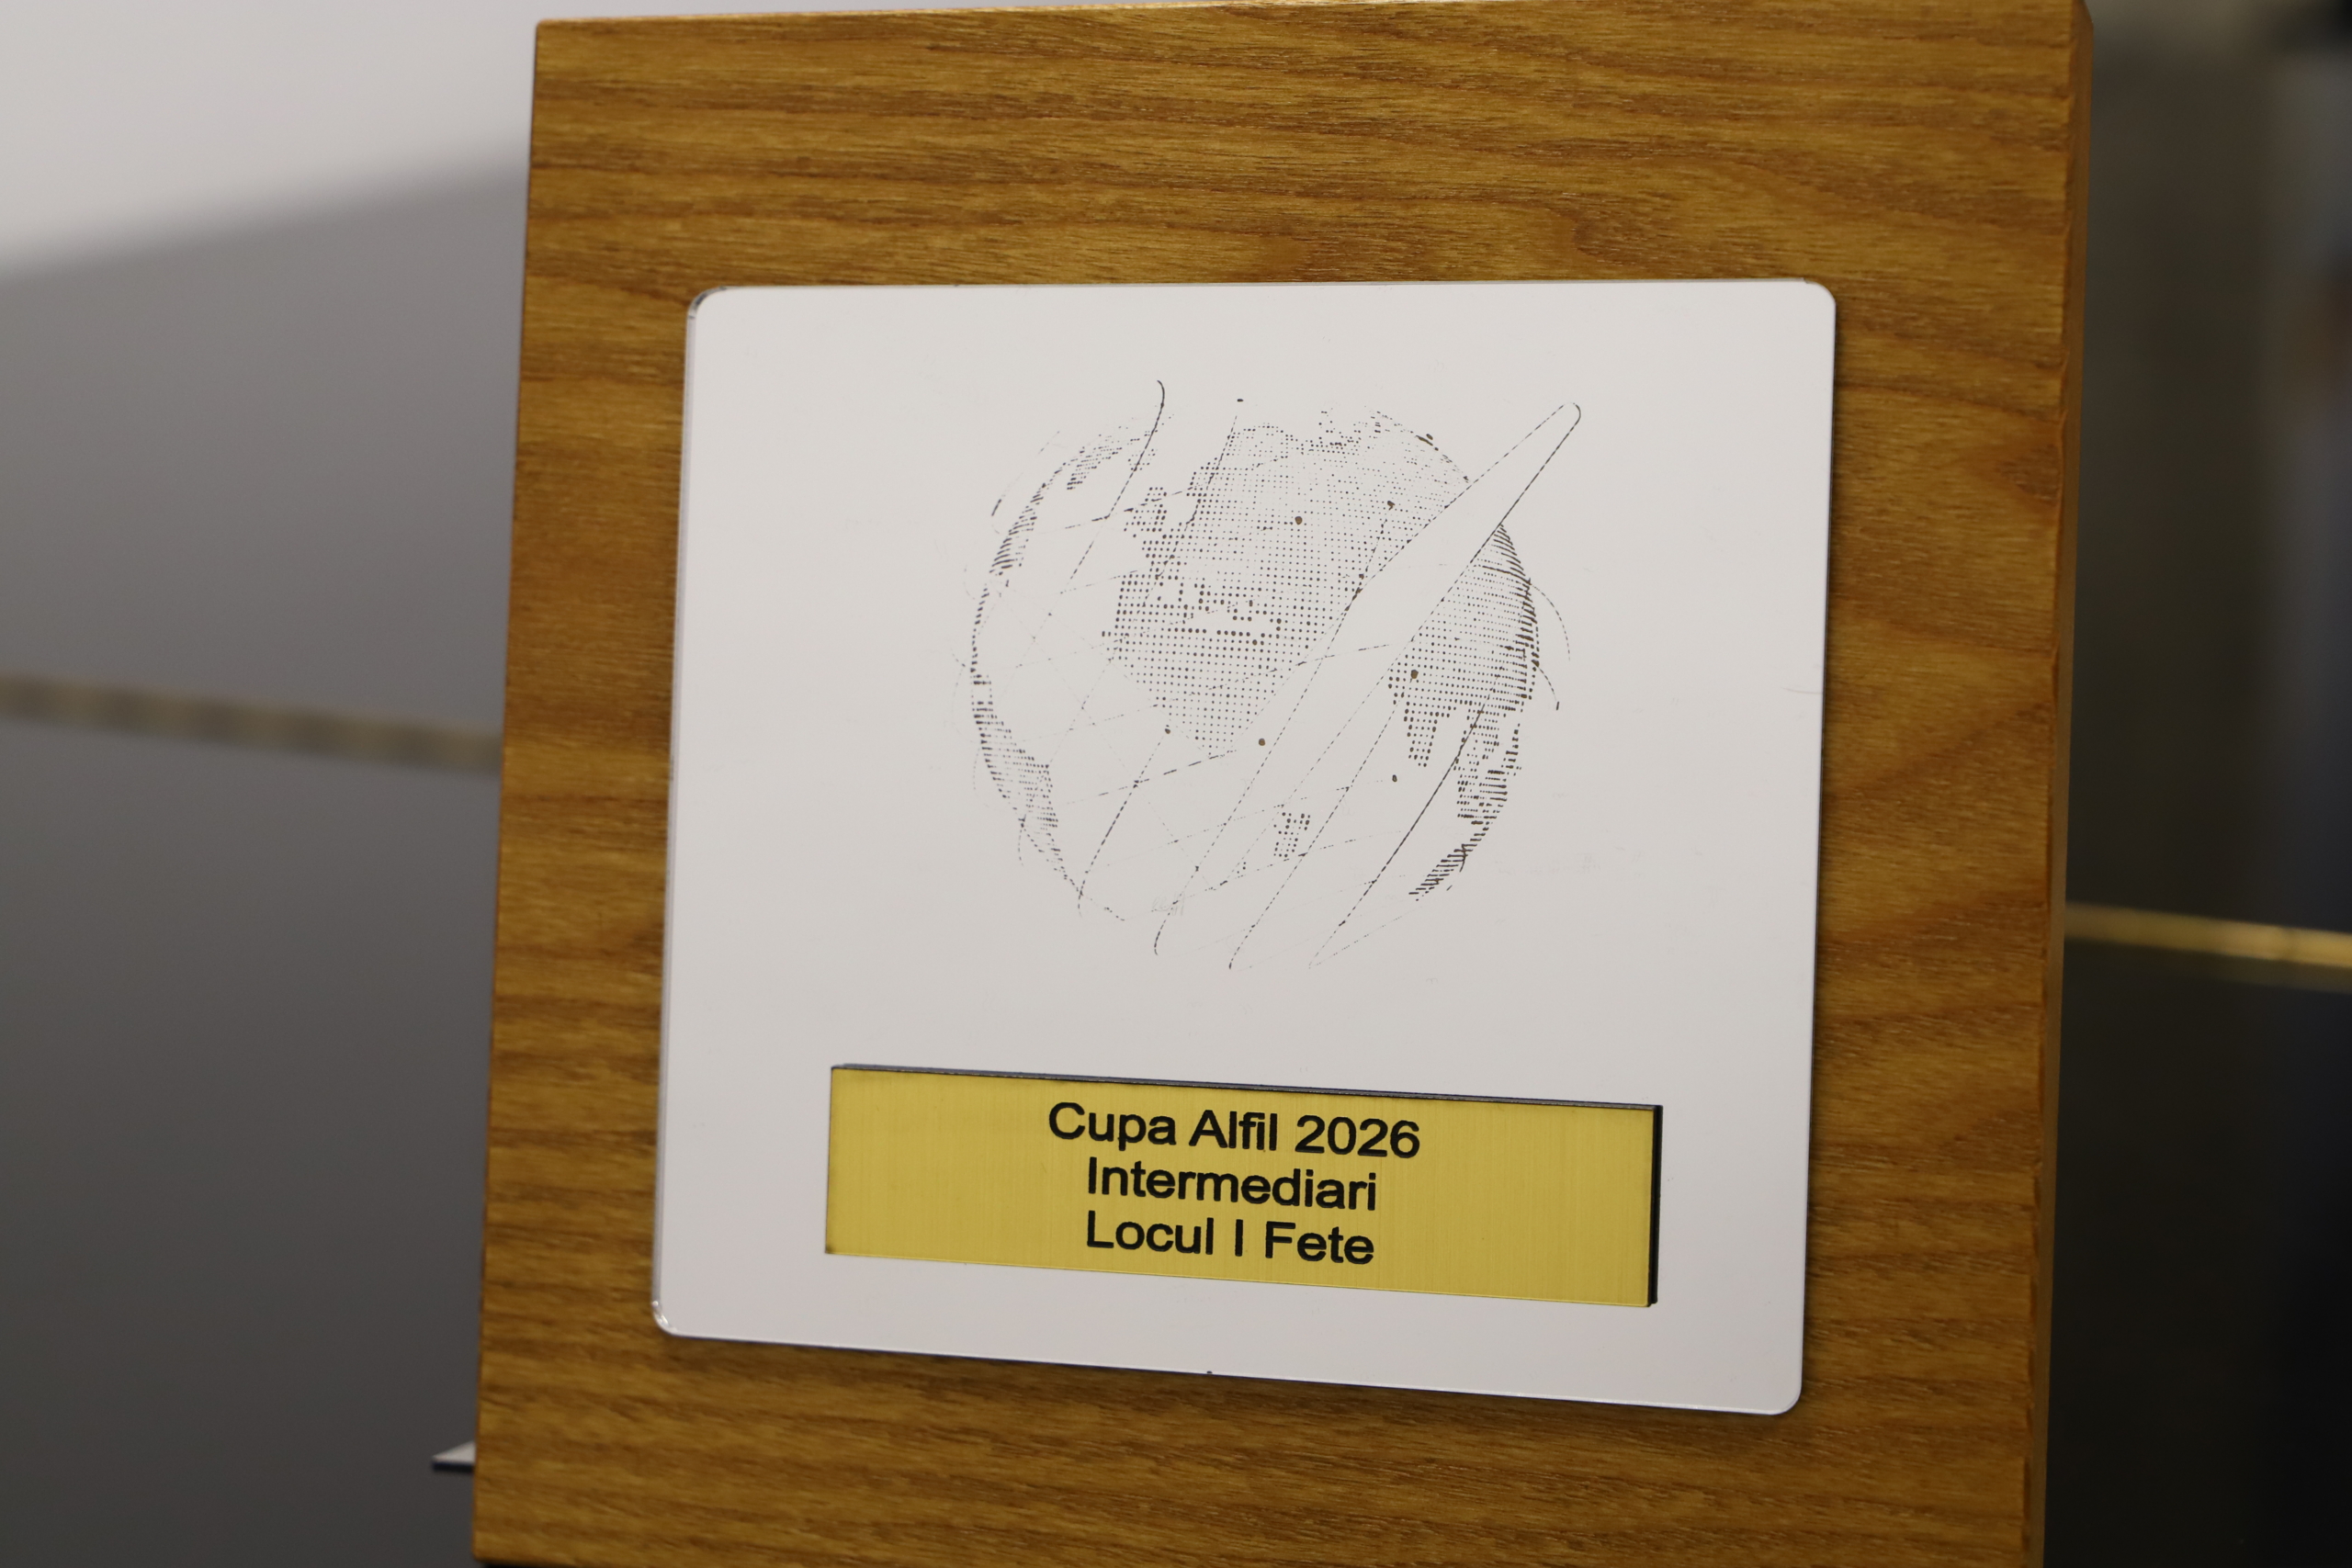 Cupa Alfil 2026
Intermediari
Locul I Fete